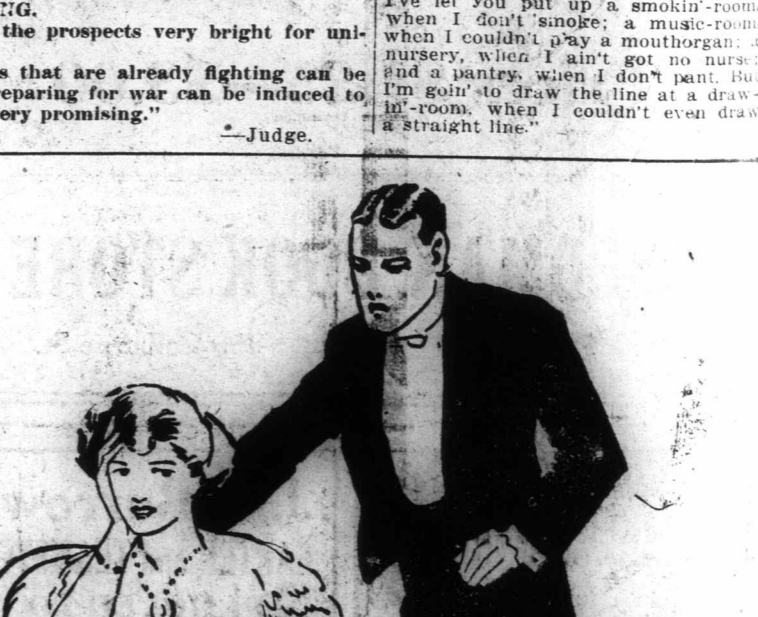 NG.
the prospects very bright for uni-
s that are already fighting can be
reparing for war can be induced to
ery promising."
—Judge.
I've let you put up a smokin'-room,
when I don't smoke; a music-room
when I couldn't play a mouthorgan; a
nursery, when I ain't got no nurse;
and a pantry, when I don't pant. Bu
I'm goin' to draw the line at a draw-
in'-room, when I couldn't even draw
a straight line."